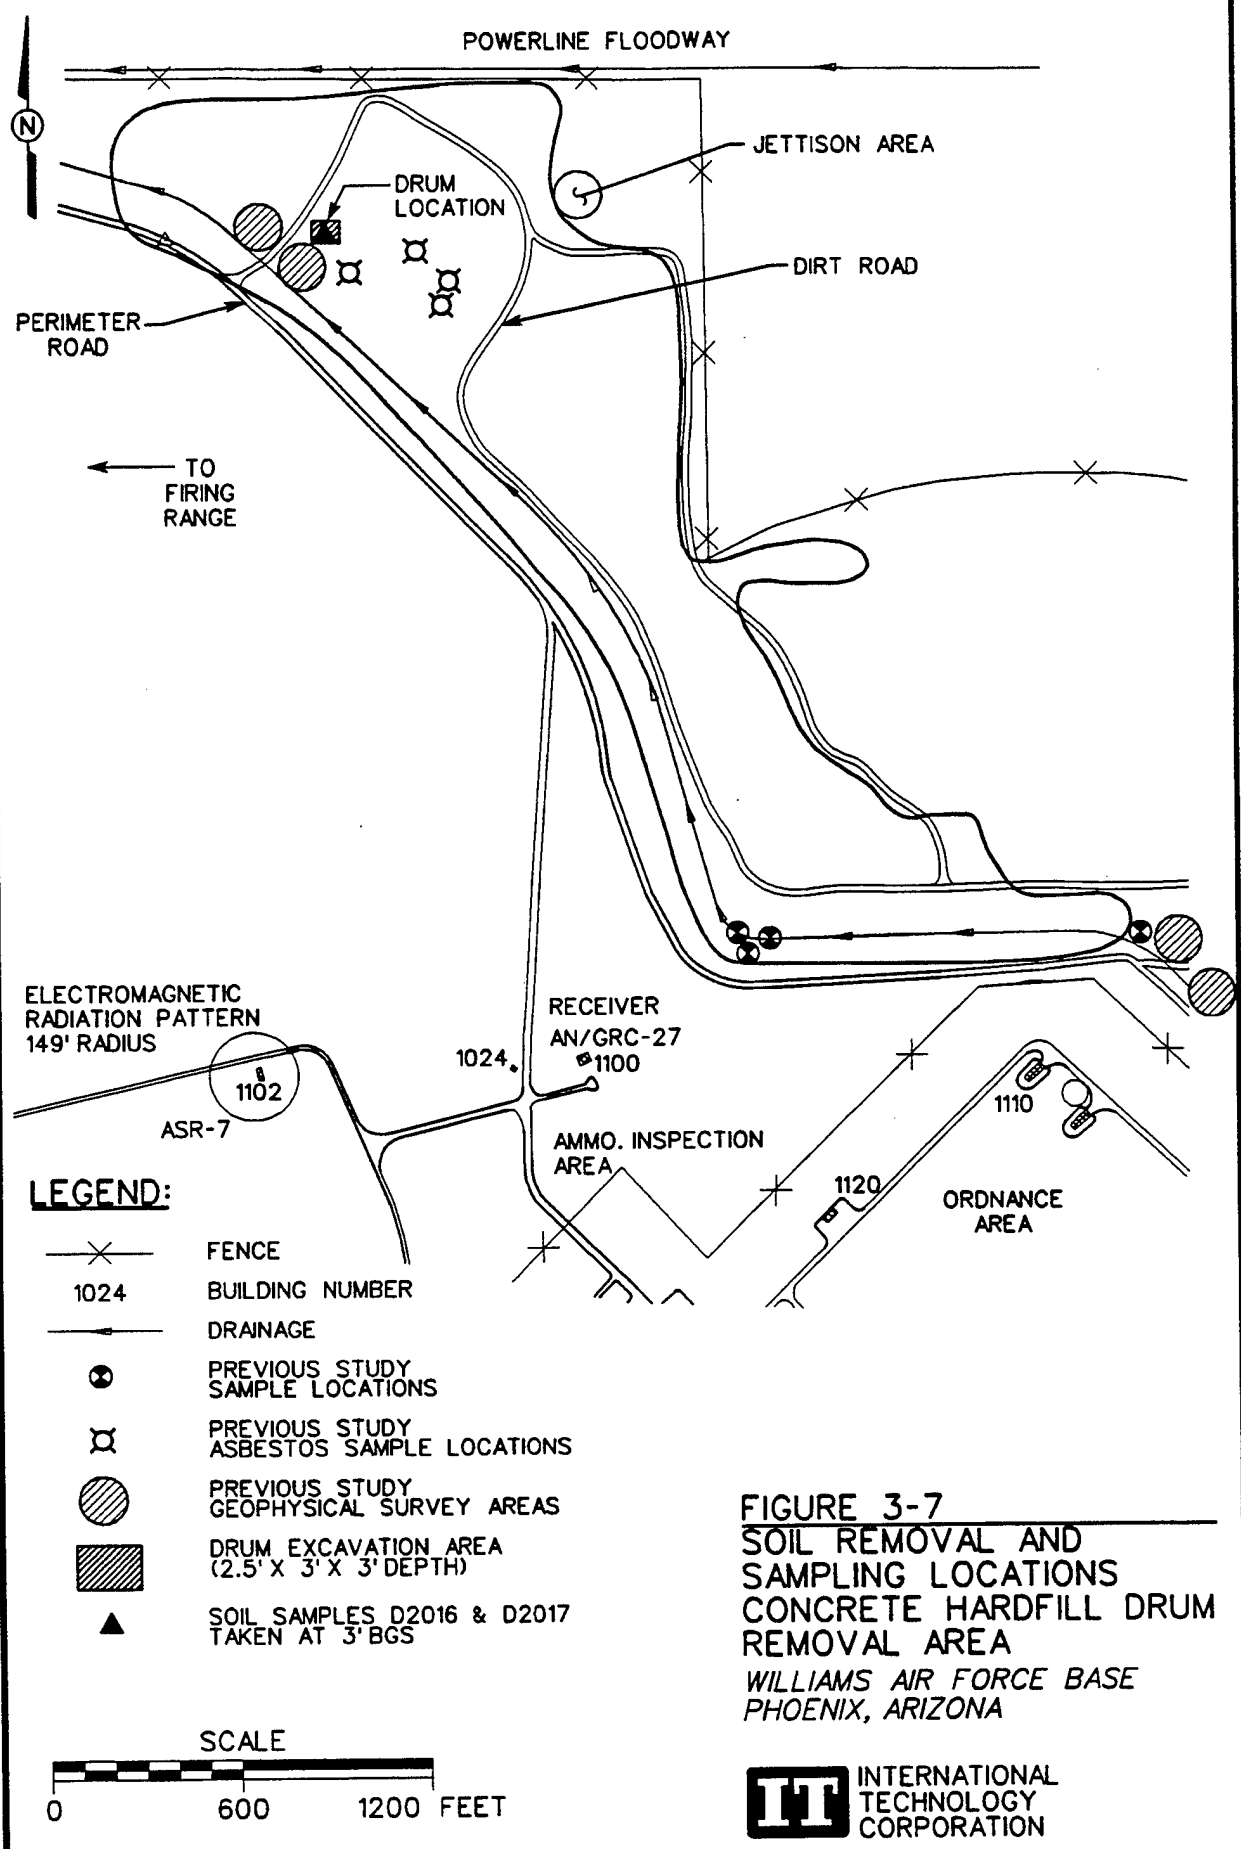 POWERLINE FLOODWAY
N
JETTISON AREA
DRUM
LOCATION
DIRT ROAD
PERIMETER
ROAD
TO
FIRING
RANGE
ELECTROMAGNETIC
RADIATION PATTERN
149' RADIUS
RECEIVER
AN/GRC-27
1024
1100
1102
ASR-7
1110
AMMO. INSPECTION
AREA
1120
ORDNANCE
AREA
LEGEND:
FENCE
1024 BUILDING NUMBER
DRAINAGE
PREVIOUS STUDY
SAMPLE LOCATIONS
PREVIOUS STUDY
ASBESTOS SAMPLE LOCATIONS
PREVIOUS STUDY
GEOPHYSICAL SURVEY AREAS
DRUM EXCAVATION AREA
(2.5' X 3' X 3' DEPTH)
SOIL SAMPLES D2016 & D2017
TAKEN AT 3' BGS
SCALE
0 600 1200 FEET
FIGURE 3-7
SOIL REMOVAL AND
SAMPLING LOCATIONS
CONCRETE HARDFILL DRUM
REMOVAL AREA
WILLIAMS AIR FORCE BASE
PHOENIX, ARIZONA
IT
INTERNATIONAL
TECHNOLOGY
CORPORATION